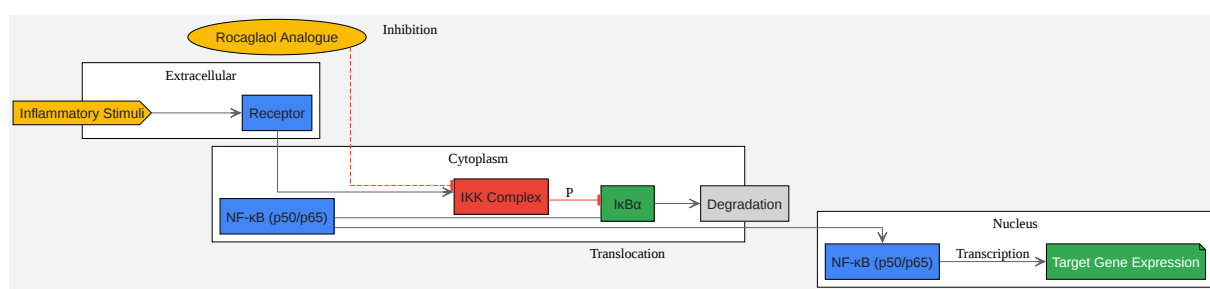 Rocaglaol Analogue
Inhibition
Extracellular
Inflammatory Stimuli
Receptor
Cytoplasm
IKK Complex
P
IκBα
Degradation
NF-κB (p50/p65)
Translocation
Nucleus
NF-κB (p50/p65)
Transcription
Target Gene Expression